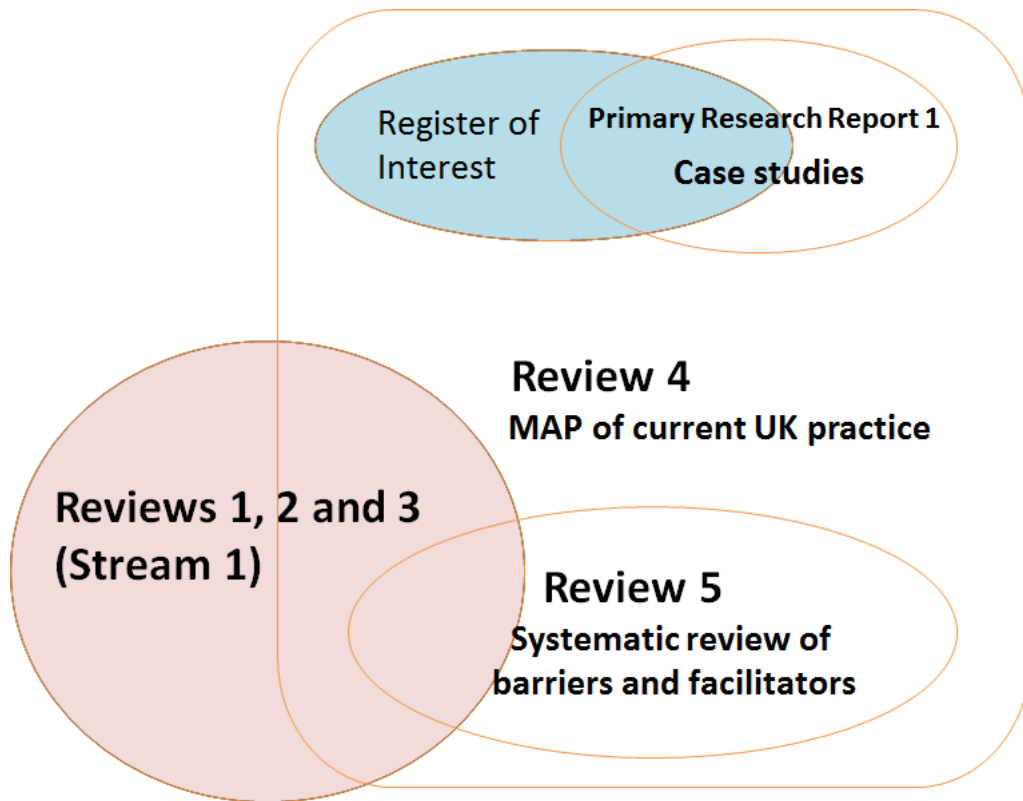 Register of
Interest
Primary Research Report 1
Case studies
Review 4
MAP of current UK practice
Reviews 1, 2 and 3
(Stream 1)
Review 5
Systematic review of
barriers and facilitators